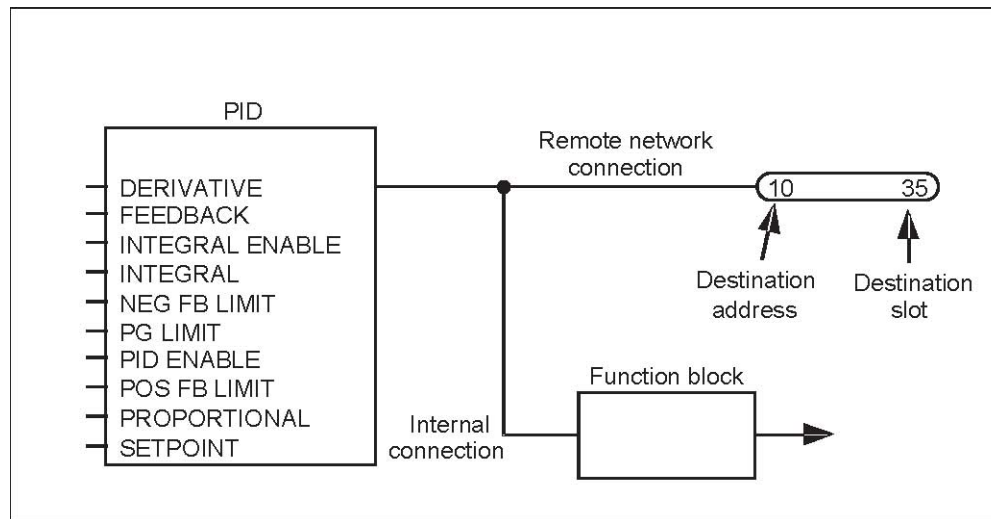 PID
DERIVATIVE
FEEDBACK
INTEGRAL ENABLE
INTEGRAL
NEG FB LIMIT
PG LIMIT
PID ENABLE
POS FB LIMIT
PROPORTIONAL
SETPOINT
Remote network
connection
10 35
Destination
address
Destination
slot
Function block
Internal
connection